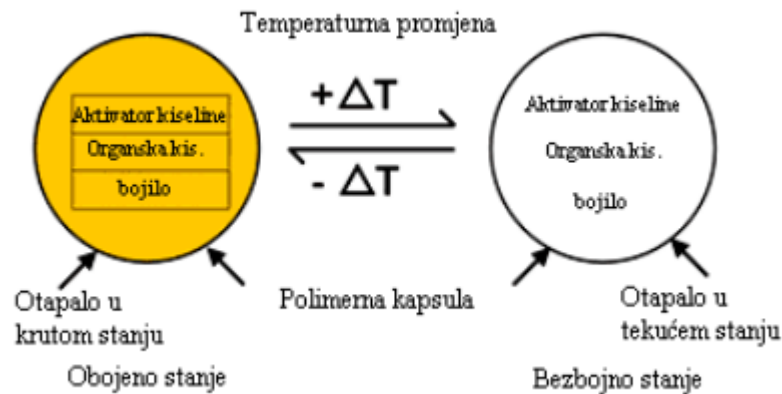 Temperaturna promjena
Aktivator kiseline
Organska kis.
bojilo
+ΔT
- ΔT
Aktivator kiseline
Organska kis.
bojilo
Otapalo u
krutom stanju
Polimerna kapsula
Otapalo u
tekućem stanju
Obojeno stanje
Bezbojno stanje